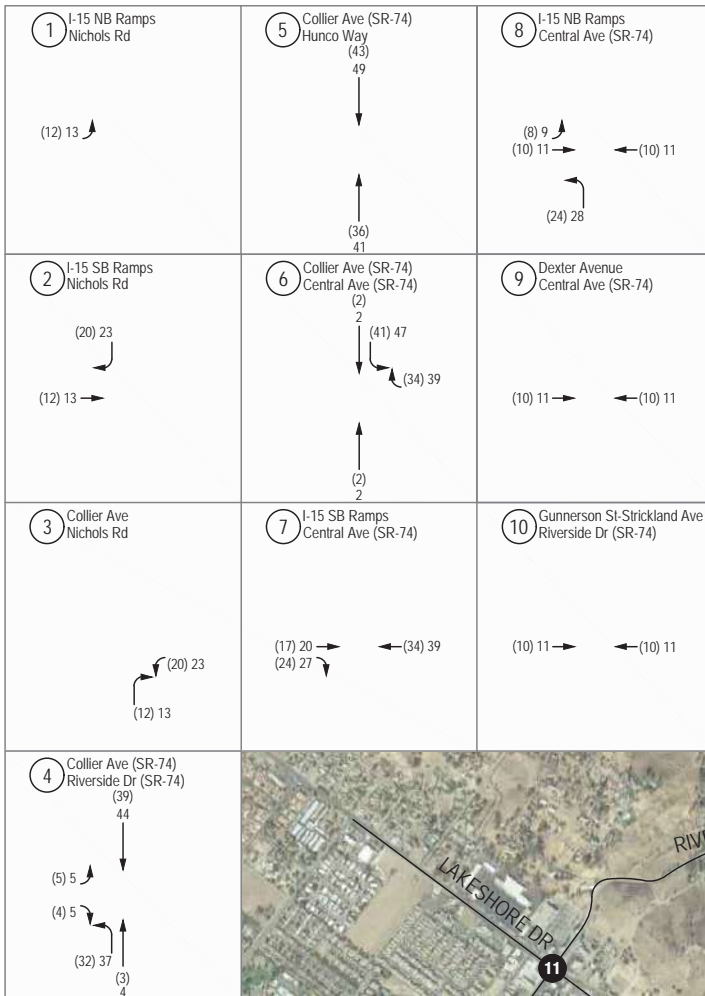 1 I-15 NB Ramps
Nichols Rd
(12) 13
5 Collier Ave (SR-74)
Hunco Way
(43)
49
(36)
41
8 I-15 NB Ramps
Central Ave (SR-74)
(8) 9
(10) 11
(10) 11
(24) 28
2 I-15 SB Ramps
Nichols Rd
(20) 23
(12) 13
6 Collier Ave (SR-74)
Central Ave (SR-74)
(2)
2
(41) 47
(34) 39
(2)
2
9 Dexter Avenue
Central Ave (SR-74)
(10) 11
(10) 11
3 Collier Ave
Nichols Rd
(20) 23
(12) 13
7 I-15 SB Ramps
Central Ave (SR-74)
(17) 20
(34) 39
(24) 27
10 Gunnerson St-Strickland Ave
Riverside Dr (SR-74)
(10) 11
(10) 11
4 Collier Ave (SR-74)
Riverside Dr (SR-74)
(39)
44
(5) 5
(4) 5
(32) 37
(3)
4
RIV
LAKESHORE DR
11